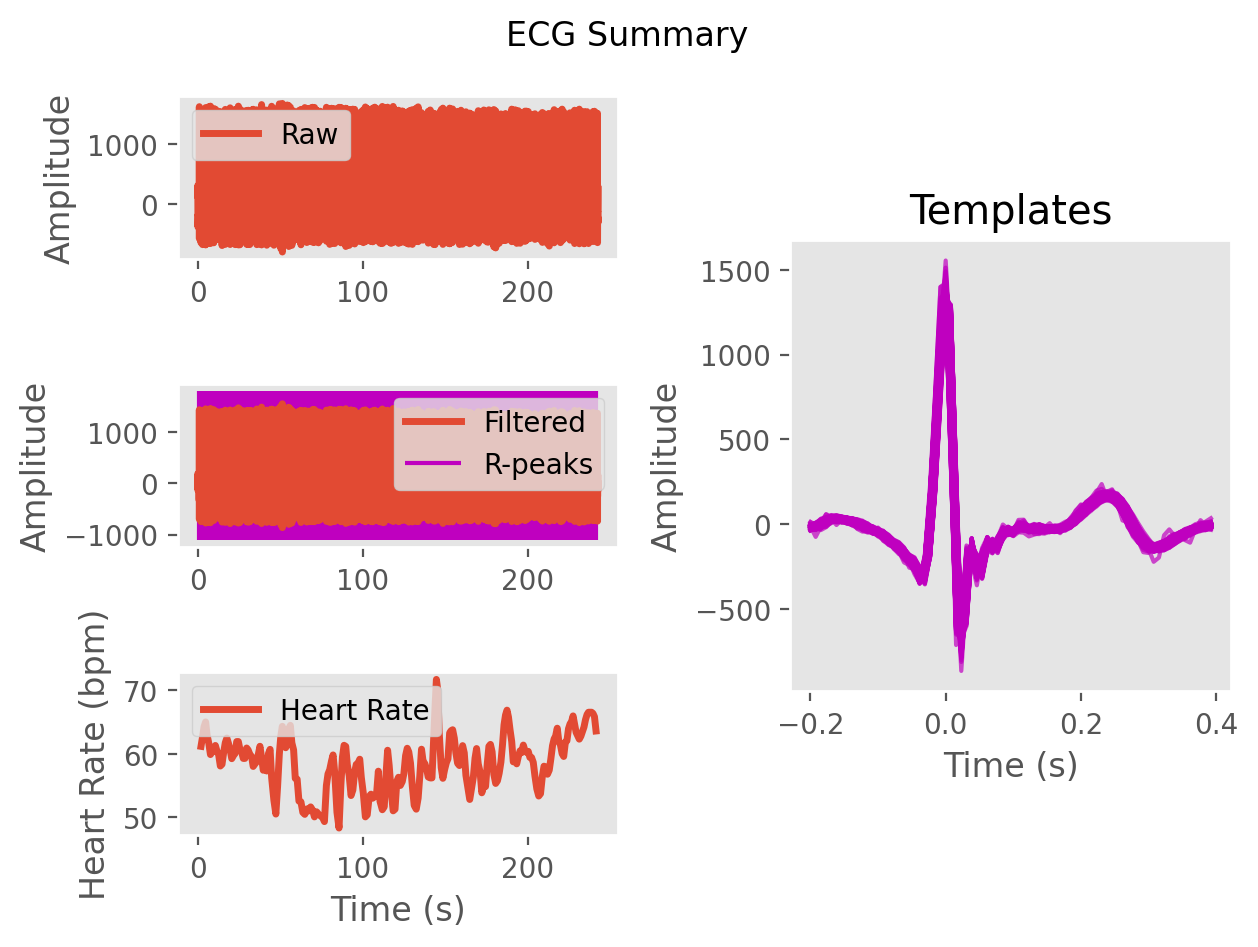 ECG Summary
Amplitude
1000
0
Raw
0 100 200
Amplitude
1000
0
−1000
Filtered
R-peaks
0 100 200
Heart Rate (bpm)
70
60
50
Heart Rate
0 100 200
Time (s)
Templates
Amplitude
1500
1000
500
0
−500
−0.2 0.0 0.2 0.4
Time (s)